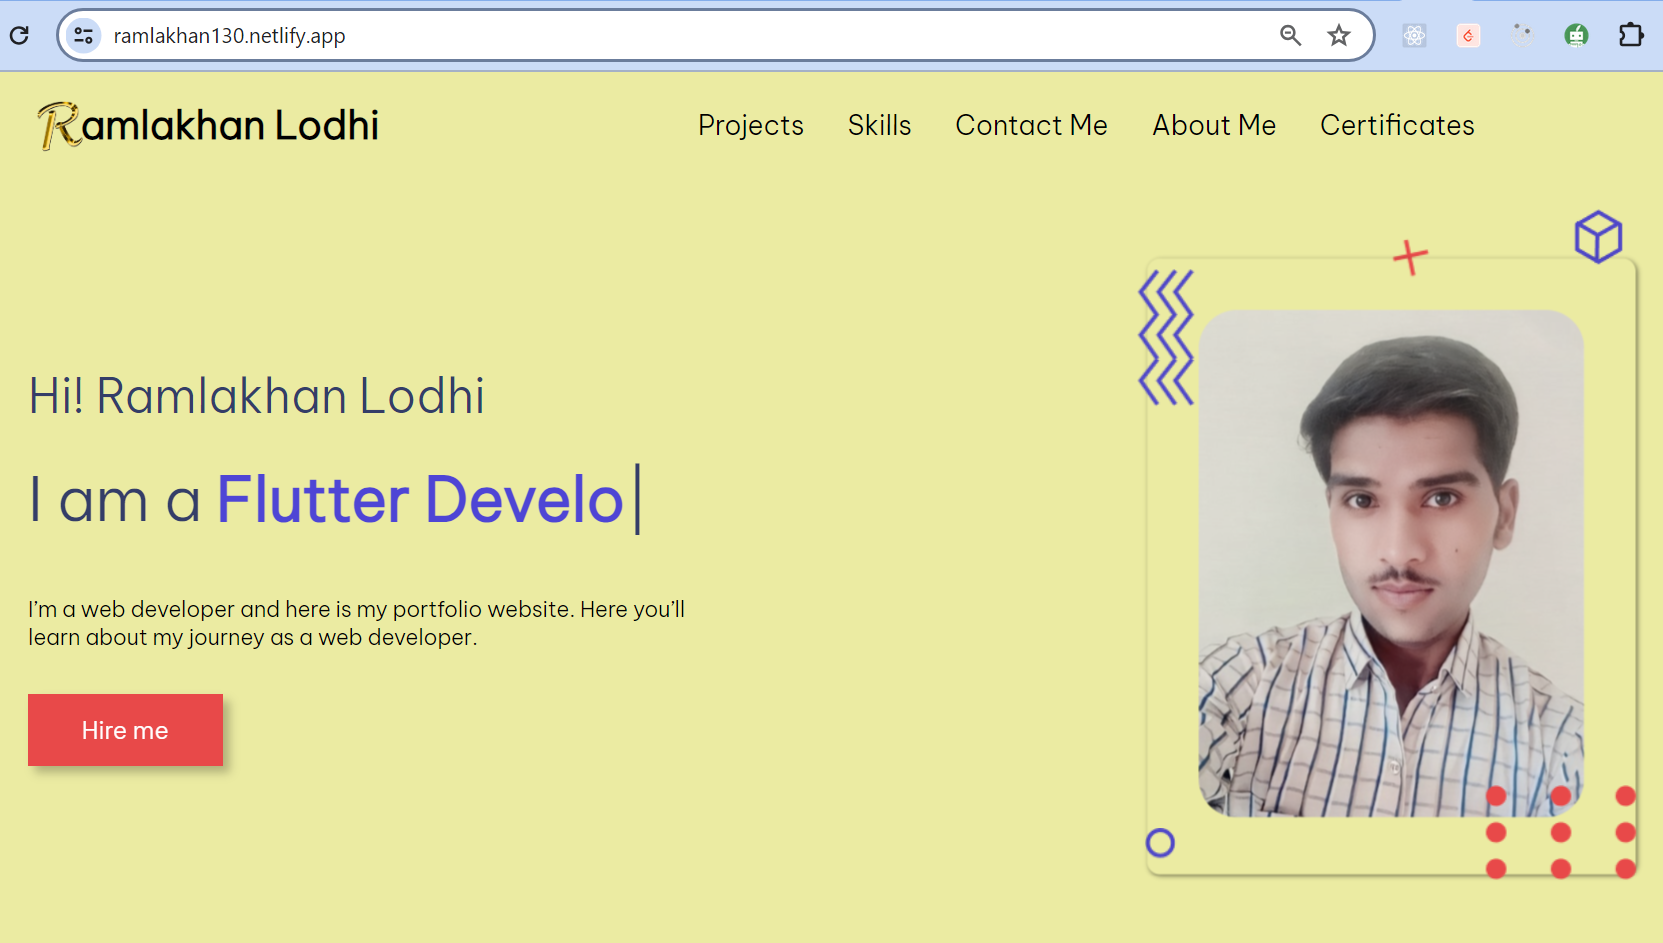 ramlakhan130.netlify.app
Ramlakhan Lodhi
Projects Skills Contact Me About Me Certificates
Hi! Ramlakhan Lodhi
I am a Flutter Develo
I'm a web developer and here is my portfolio website. Here you'll
learn about my journey as a web developer.
Hire me